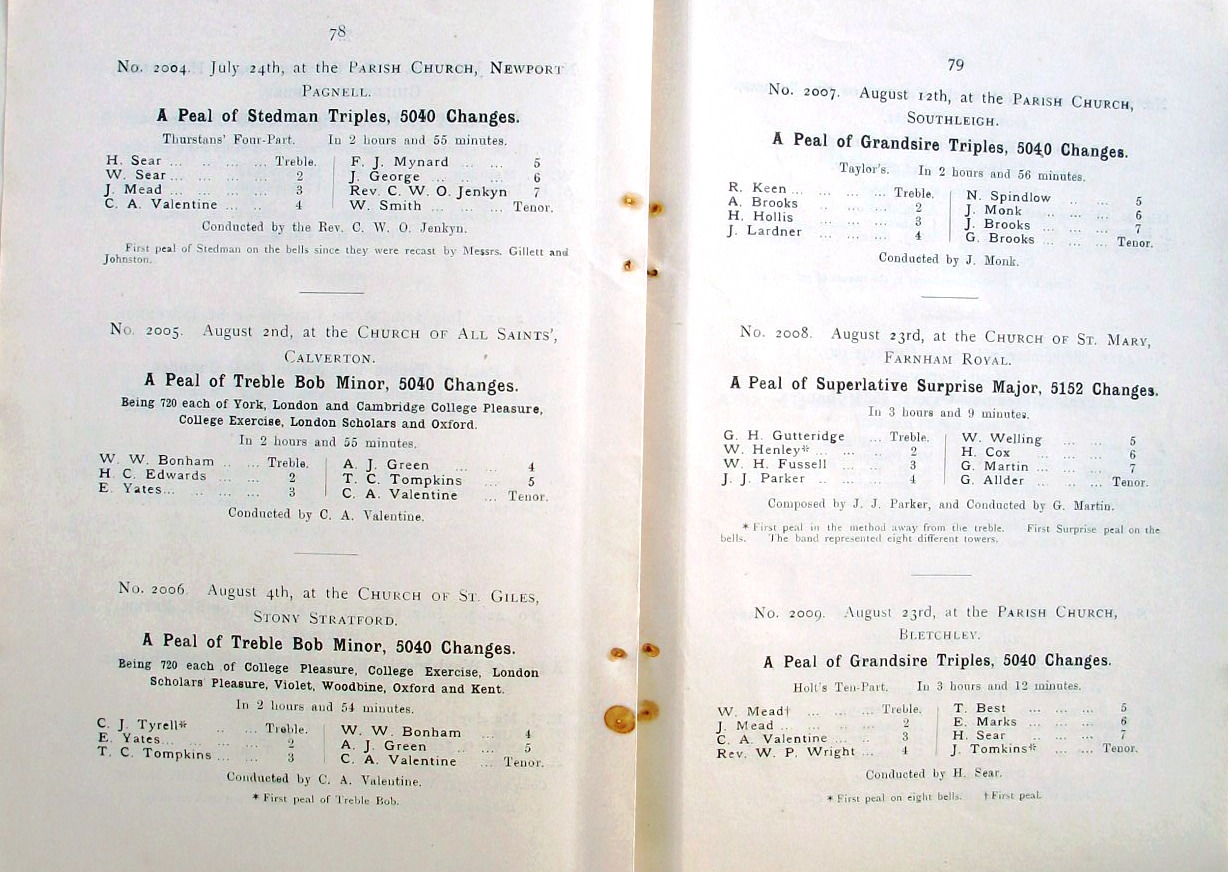 78
No. 2004. July 24th, at the Parish Church, Newport
Pagnell.
A Peal of Stedman Triples, 5040 Changes.
Thurstans' Four-Part. In 2 hours and 55 minutes.
H. Sear ... .. ... ... Treble. F. J. Mynard ... ... 5
W. Sear ... ... ... ... 2 J. George ... .. ... 6
J. Mead ... ... ... ... 3 Rev. C. W. O. Jenkyn 7
C. A. Valentine ... .. 4 W. Smith ... ... ... Tenor.
Conducted by the Rev. C. W. O. Jenkyn.
First peal of Stedman on the bells since they were recast by Messrs. Gillett and
Johnston.
No. 2005. August 2nd, at the Church of All Saints',
Calverton.
A Peal of Treble Bob Minor, 5040 Changes.
Being 720 each of York, London and Cambridge College Pleasure,
College Exercise, London Scholars and Oxford.
In 2 hours and 55 minutes.
W. W. Bonham .. ... Treble. A. J. Green ... ... 4
H. C. Edwards ... ... 2 T. C. Tompkins ... 5
E. Yates... .. ... ... 3 C. A. Valentine ... Tenor.
Conducted by C. A. Valentine.
No. 2006 August 4th, at the Church of St. Giles,
Stony Stratford.
A Peal of Treble Bob Minor, 5040 Changes.
Being 720 each of College Pleasure, College Exercise, London
Scholars' Pleasure, Violet, Woodbine, Oxford and Kent.
In 2 hours and 54 minutes.
C. J. Tyrell* .. ... Treble. W. W. Bonham ... 4
E. Yates... .. ... ... 2 A. J. Green ... ... 5
T. C. Tompkins ... ... 3 C. A. Valentine ... Tenor.
Conducted by C. A. Valentine.
* First peal of Treble Bob.
79
No. 2007. August 12th, at the Parish Church,
Southleigh.
A Peal of Grandsire Triples, 5040 Changes.
Taylor's. In 2 hours and 56 minutes.
R. Keen ... ... ... Treble. N. Spindlow .. ... 5
A. Brooks ... ... ... 2 J. Monk ... ... ... 6
H. Hollis ... ... ... 3 J. Brooks ... ... ... 7
J. Lardner ... ... ... 4 G. Brooks ... ... ... Tenor.
Conducted by J. Monk.
No. 2008. August 23rd, at the Church of St. Mary,
Farnham Royal.
A Peal of Superlative Surprise Major, 5152 Changes.
In 3 hours and 9 minutes.
G. H. Gutteridge ... Treble. W. Welling ... ... 5
W. Henley* ... ... 2 H. Cox ... ... ... 6
W. H. Fussell ... ... 3 G. Martin ... ... ... 7
J. J. Parker .. ... ... 4 G. Allder ... ... ... Tenor.
Composed by J. J. Parker, and Conducted by G. Martin.
* First peal in the method away from the treble. First Surprise peal on the
bells. The band represented eight different towers.
No. 2009. August 23rd, at the Parish Church,
Bletchley.
A Peal of Grandsire Triples, 5040 Changes.
Holt's Ten-Part. In 3 hours and 12 minutes.
W. Mead† ... ... ... Treble. T. Best ... ... ... 5
J. Mead ... ... ... ... 2 E. Marks ... ... ... 6
C. A. Valentine ... .. 3 H. Sear ... ... ... 7
Rev. W. P. Wright ... 4 J. Tomkins* ... ... Tenor.
Conducted by H. Sear.
* First peal on eight bells. † First peal.